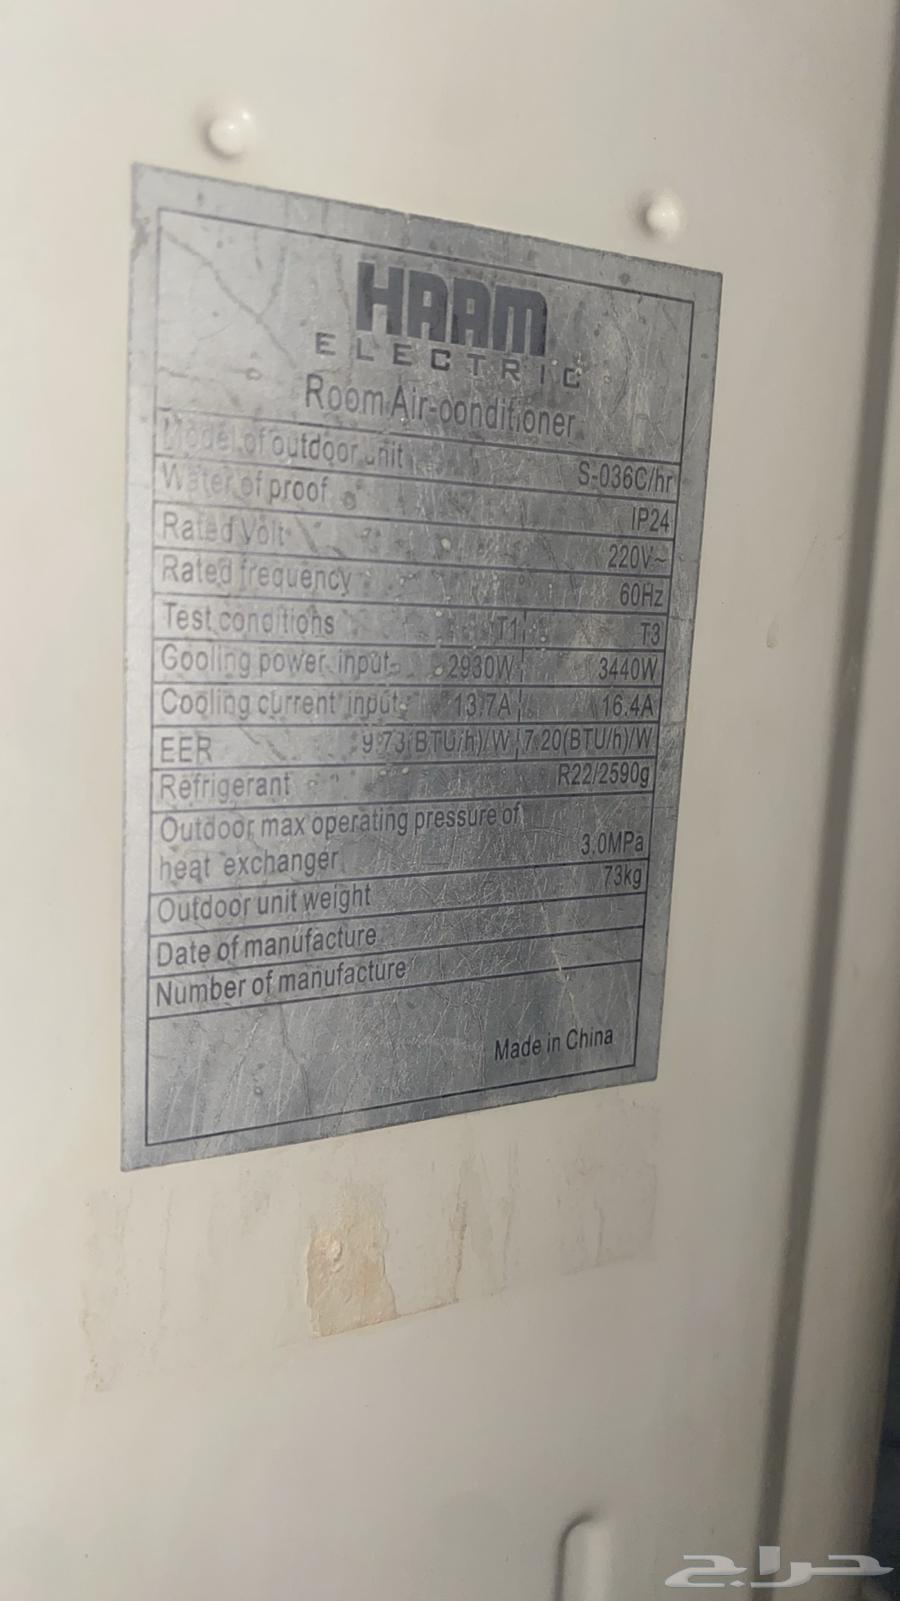 HAAM
ELECTRIC
Room Air-conditioner
Model of outdoor unit S-036C/hr
Water of proof IP24
Rated Volt 220V~
Rated frequency 60Hz
Test conditions T1 T3
Cooling power input 2930W 3440W
Cooling current input 13.7A 16.4A
EER 9.73(BTU/h)/W 7.20(BTU/h)/W
Refrigerant R22/2590g
Outdoor max operating pressure of
heat exchanger 3.0MPa
Outdoor unit weight 73kg
Date of manufacture
Number of manufacture
Made in China
حراج